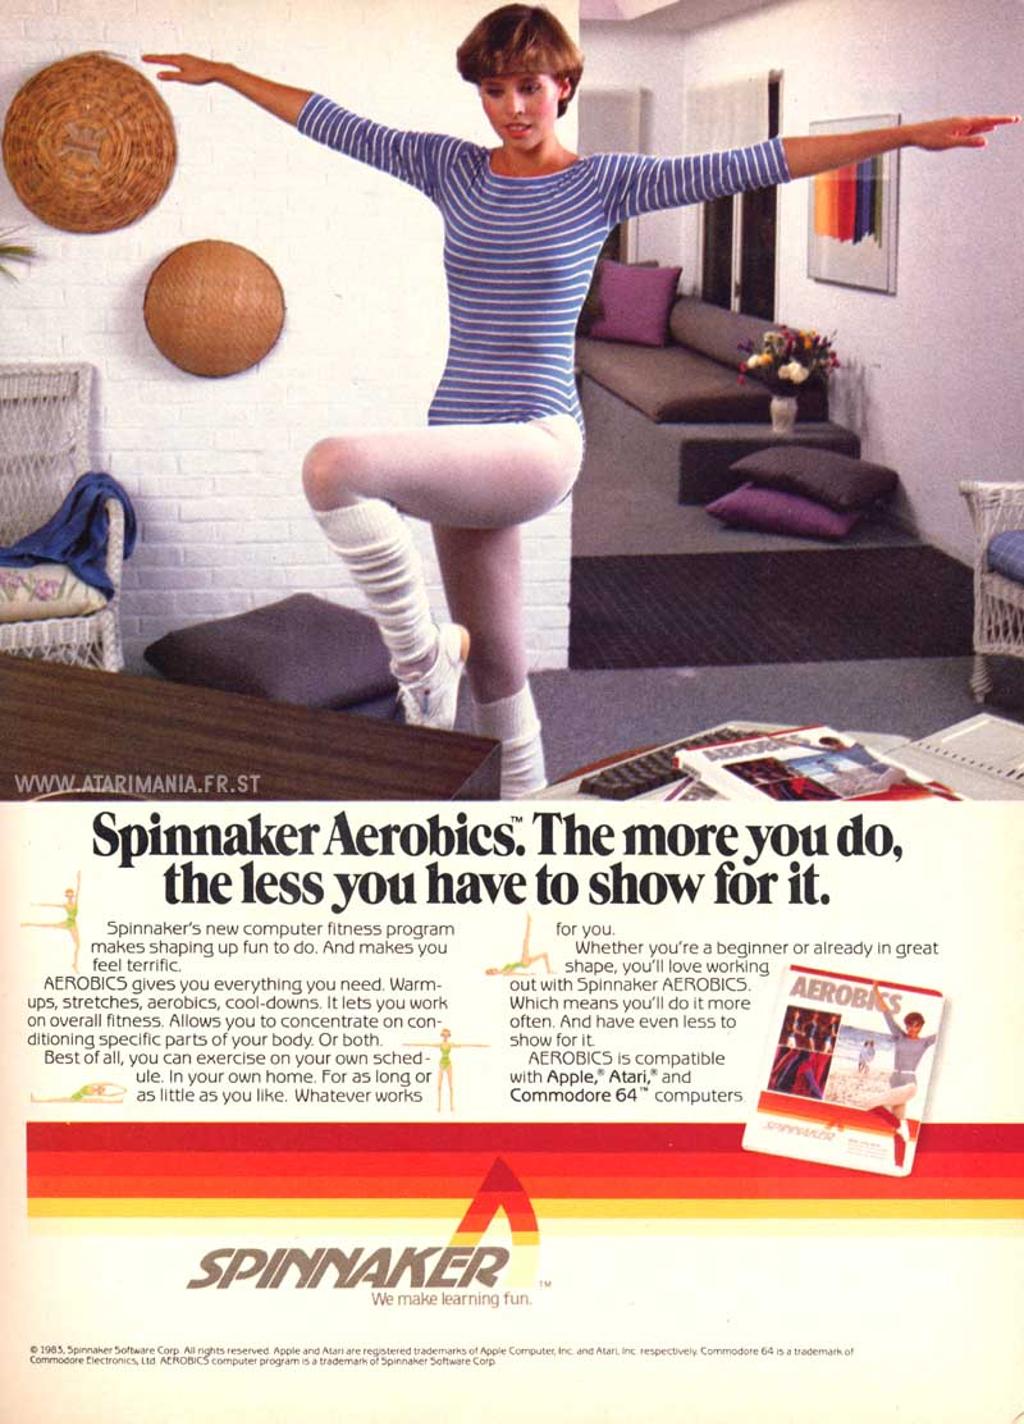 WWW.ATARIMANIA.FR.ST
AEROBICS
Spinnaker Aerobics.™ The more you do,
the less you have to show for it.
Spinnaker's new computer fitness program
makes shaping up fun to do. And makes you
feel terrific.
AEROBICS gives you everything you need. Warm-
ups, stretches, aerobics, cool-downs. It lets you work
on overall fitness. Allows you to concentrate on con-
ditioning specific parts of your body. Or both.
Best of all, you can exercise on your own sched-
ule. In your own home. For as long or
as little as you like. Whatever works
for you.
Whether you're a beginner or already in great
shape, you'll love working
out with Spinnaker AEROBICS.
Which means you'll do it more
often. And have even less to
show for it.
AEROBICS is compatible
with Apple,® Atari,® and
Commodore 64™ computers.
AEROBICS
SPINNAKER
SPINNAKER™
We make learning fun.
© 1983, Spinnaker Software Corp. All rights reserved. Apple and Atari are registered trademarks of Apple Computer, Inc. and Atari, Inc. respectively. Commodore 64 is a trademark of
Commodore Electronics, Ltd. AEROBICS computer program is a trademark of Spinnaker Software Corp.